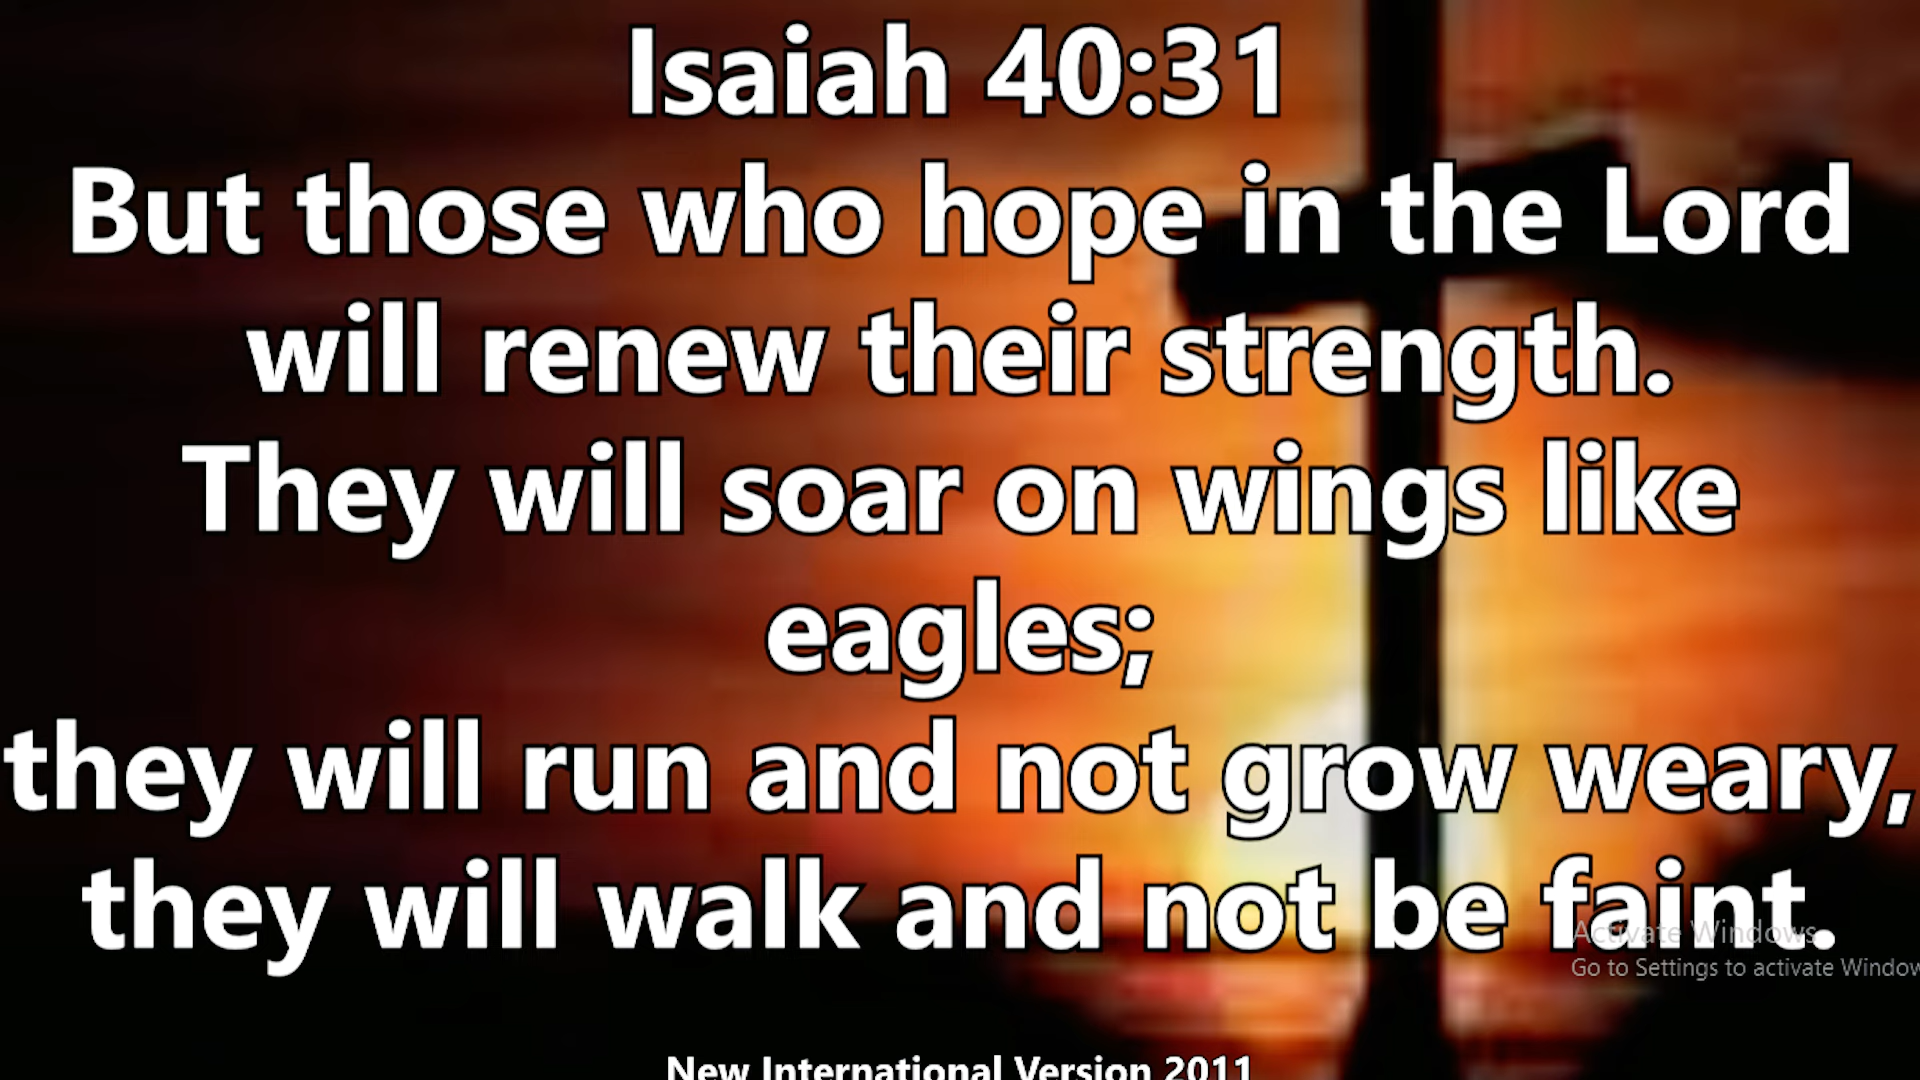 Isaiah 40:31
But those who hope in the Lord
will renew their strength.
They will soar on wings like
eagles;
they will run and not grow weary,
they will walk and not be faint.
Activate Windows
Go to Settings to activate Window
New International Version 2011